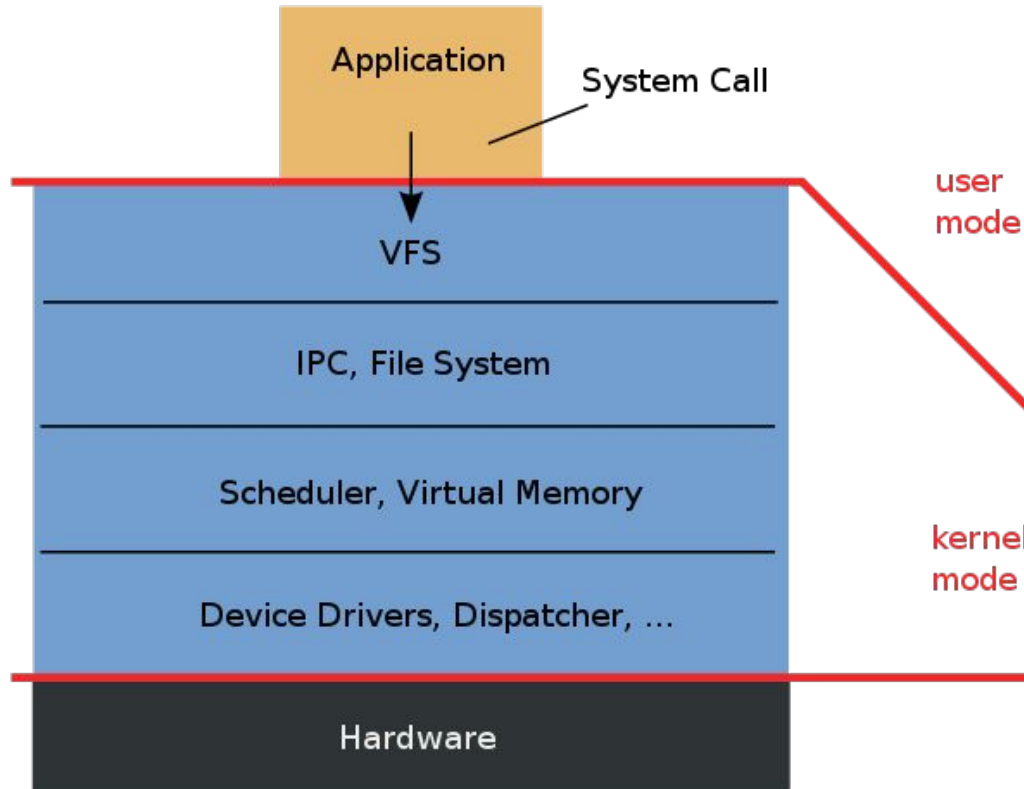 Application
System Call
user
mode
VFS
IPC, File System
Scheduler, Virtual Memory
kernel
mode
Device Drivers, Dispatcher, ...
Hardware